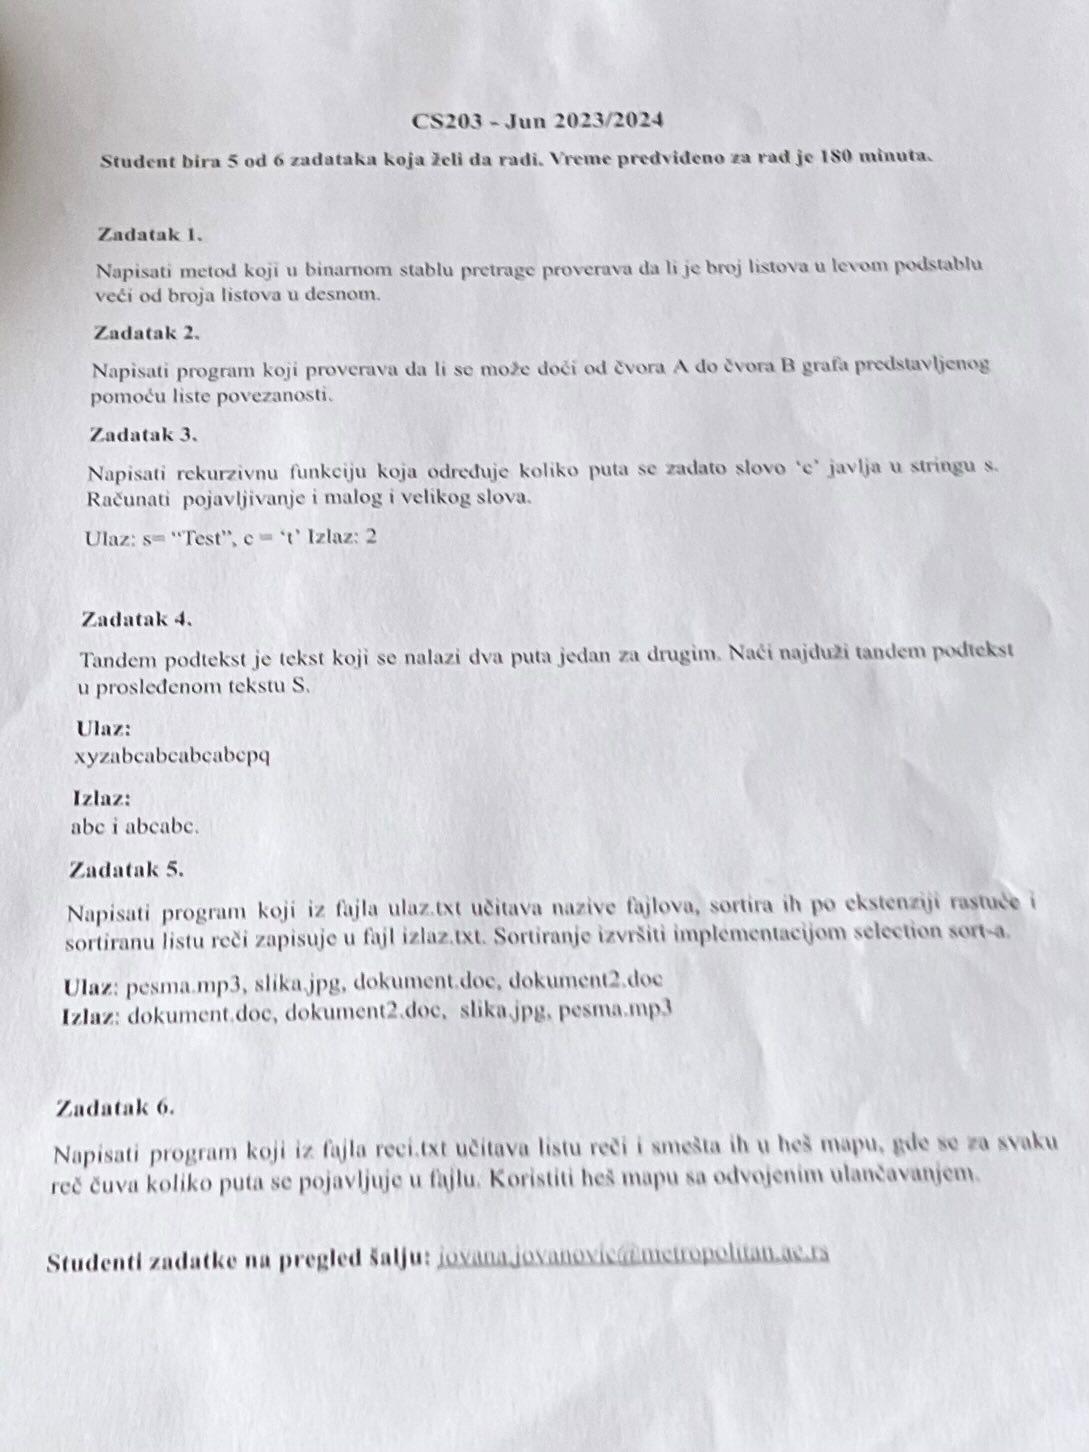 CS203 - Jun 2023/2024
Student bira 5 od 6 zadataka koja želi da radi. Vreme predviđeno za rad je 180 minuta.
Zadatak 1.
Napisati metod koji u binarnom stablu pretrage proverava da li je broj listova u levom podstablu
veći od broja listova u desnom.
Zadatak 2.
Napisati program koji proverava da li se može doći od čvora A do čvora B grafa predstavljenog
pomoću liste povezanosti.
Zadatak 3.
Napisati rekurzivnu funkciju koja određuje koliko puta se zadato slovo ‘c’ javlja u stringu s.
Računati pojavljivanje i malog i velikog slova.
Ulaz: s= “Test”, c = ‘t’ Izlaz: 2
Zadatak 4.
Tandem podtekst je tekst koji se nalazi dva puta jedan za drugim. Naći najduži tandem podtekst
u prosleđenom tekstu S.
Ulaz:
xyzabcabcabcabcpq
Izlaz:
abc i abcabc.
Zadatak 5.
Napisati program koji iz fajla ulaz.txt učitava nazive fajlova, sortira ih po ekstenziji rastuće i
sortiranu listu reči zapisuje u fajl izlaz.txt. Sortiranje izvršiti implementacijom selection sort-a.
Ulaz: pesma.mp3, slika.jpg, dokument.doc, dokument2.doc
Izlaz: dokument.doc, dokument2.doc, slika.jpg, pesma.mp3
Zadatak 6.
Napisati program koji iz fajla reci.txt učitava listu reči i smešta ih u heš mapu, gde se za svaku
reč čuva koliko puta se pojavljuje u fajlu. Koristiti heš mapu sa odvojenim ulančavanjem.
Studenti zadatke na pregled šalju: jovana.jovanovic@metropolitan.ac.rs